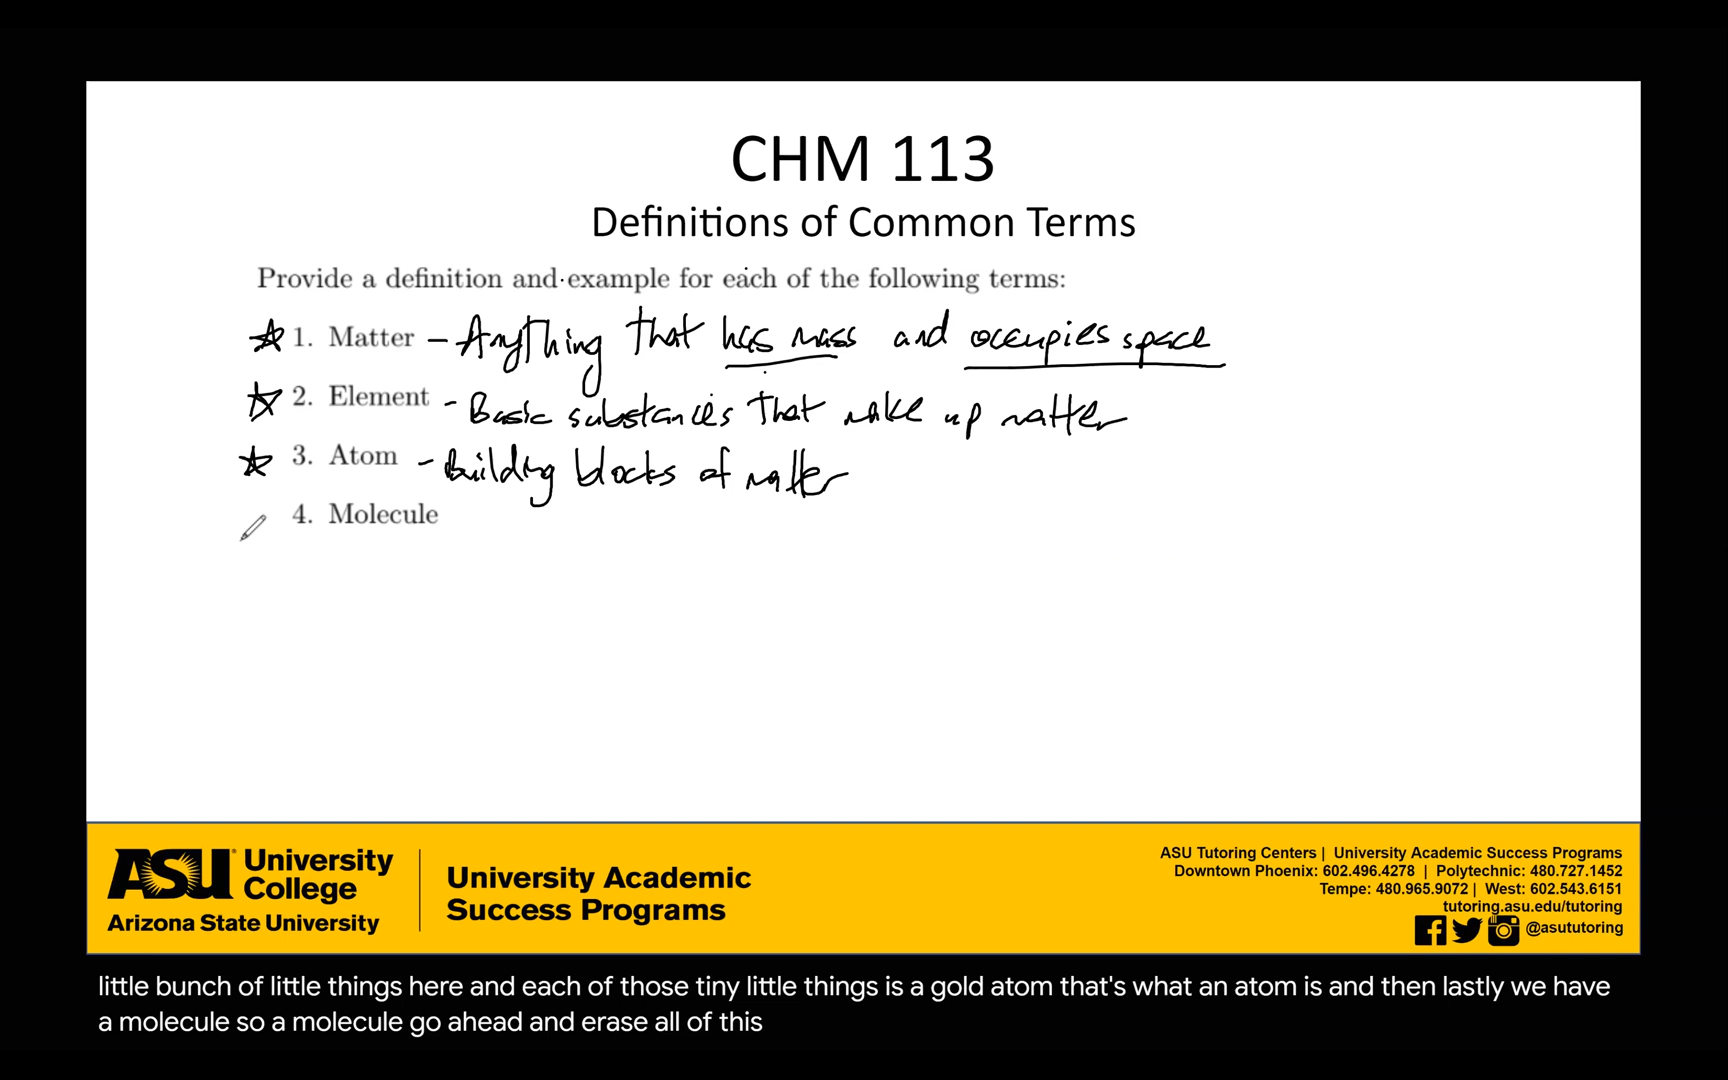 CHM 113
Definitions of Common Terms
Provide a definition and example for each of the following terms:
1. Matter – Anything that has mass and occupies space
2. Element - Basic substances that make up matter
3. Atom - Building blocks of matter
4. Molecule
ASU University College
Arizona State University
University Academic
Success Programs
ASU Tutoring Centers | University Academic Success Programs
Downtown Phoenix: 602.496.4278 | Polytechnic: 480.727.1452
Tempe: 480.965.9072 | West: 602.543.6151
tutoring.asu.edu/tutoring
@asututoring
little bunch of little things here and each of those tiny little things is a gold atom that's what an atom is and then lastly we have
a molecule so a molecule go ahead and erase all of this